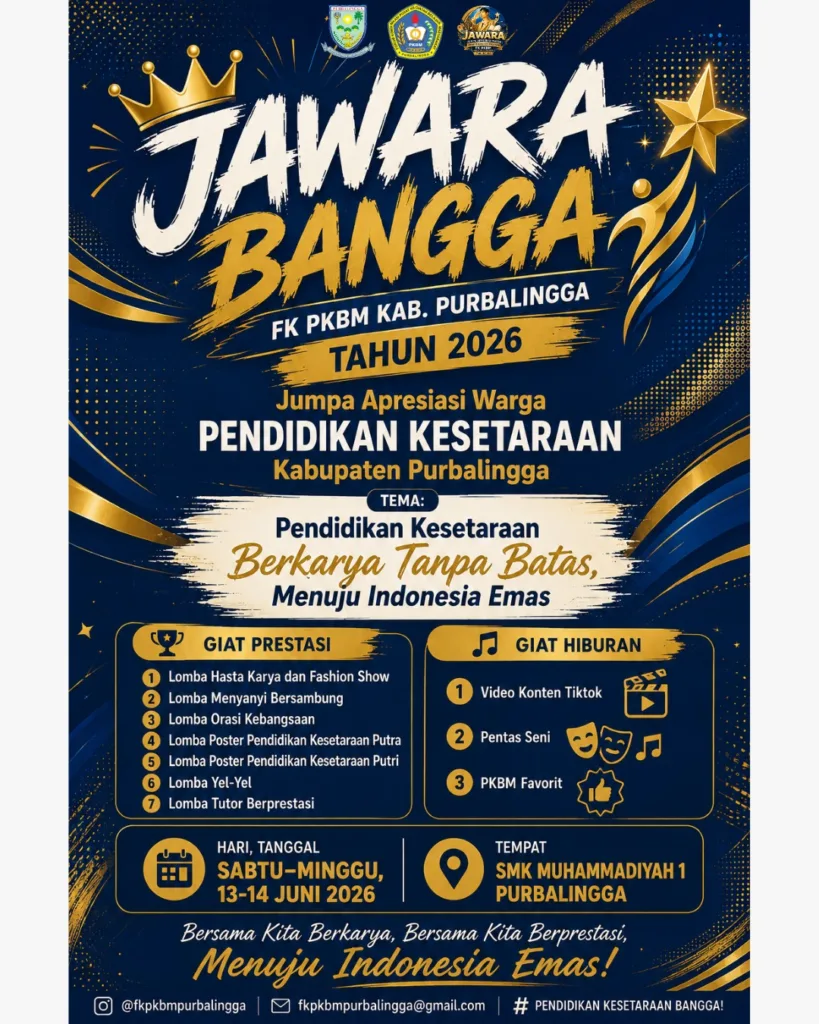 PURBALINGGA
PKBM
JAWARA
JAWARA
BANGGA
FK PKBM KAB. PURBALINGGA
TAHUN 2026
Jumpa Apresiasi Warga
PENDIDIKAN KESETARAAN
Kabupaten Purbalingga
TEMA:
Pendidikan Kesetaraan
Berkarya Tanpa Batas,
Menuju Indonesia Emas
GIAT PRESTASI
1 Lomba Hasta Karya dan Fashion Show
2 Lomba Menyanyi Bersambung
3 Lomba Orasi Kebangsaan
4 Lomba Poster Pendidikan Kesetaraan Putra
5 Lomba Poster Pendidikan Kesetaraan Putri
6 Lomba Yel-Yel
7 Lomba Tutor Berprestasi
GIAT HIBURAN
1 Video Konten Tiktok
2 Pentas Seni
3 PKBM Favorit
HARI, TANGGAL
SABTU–MINGGU,
13-14 JUNI 2026
TEMPAT
SMK MUHAMMADIYAH 1
PURBALINGGA
Bersama Kita Berkarya, Bersama Kita Berprestasi,
Menuju Indonesia Emas!
@fkpkbmpurbalingga | fkpkbmpurbalingga@gmail.com | # PENDIDIKAN KESETARAAN BANGGA!